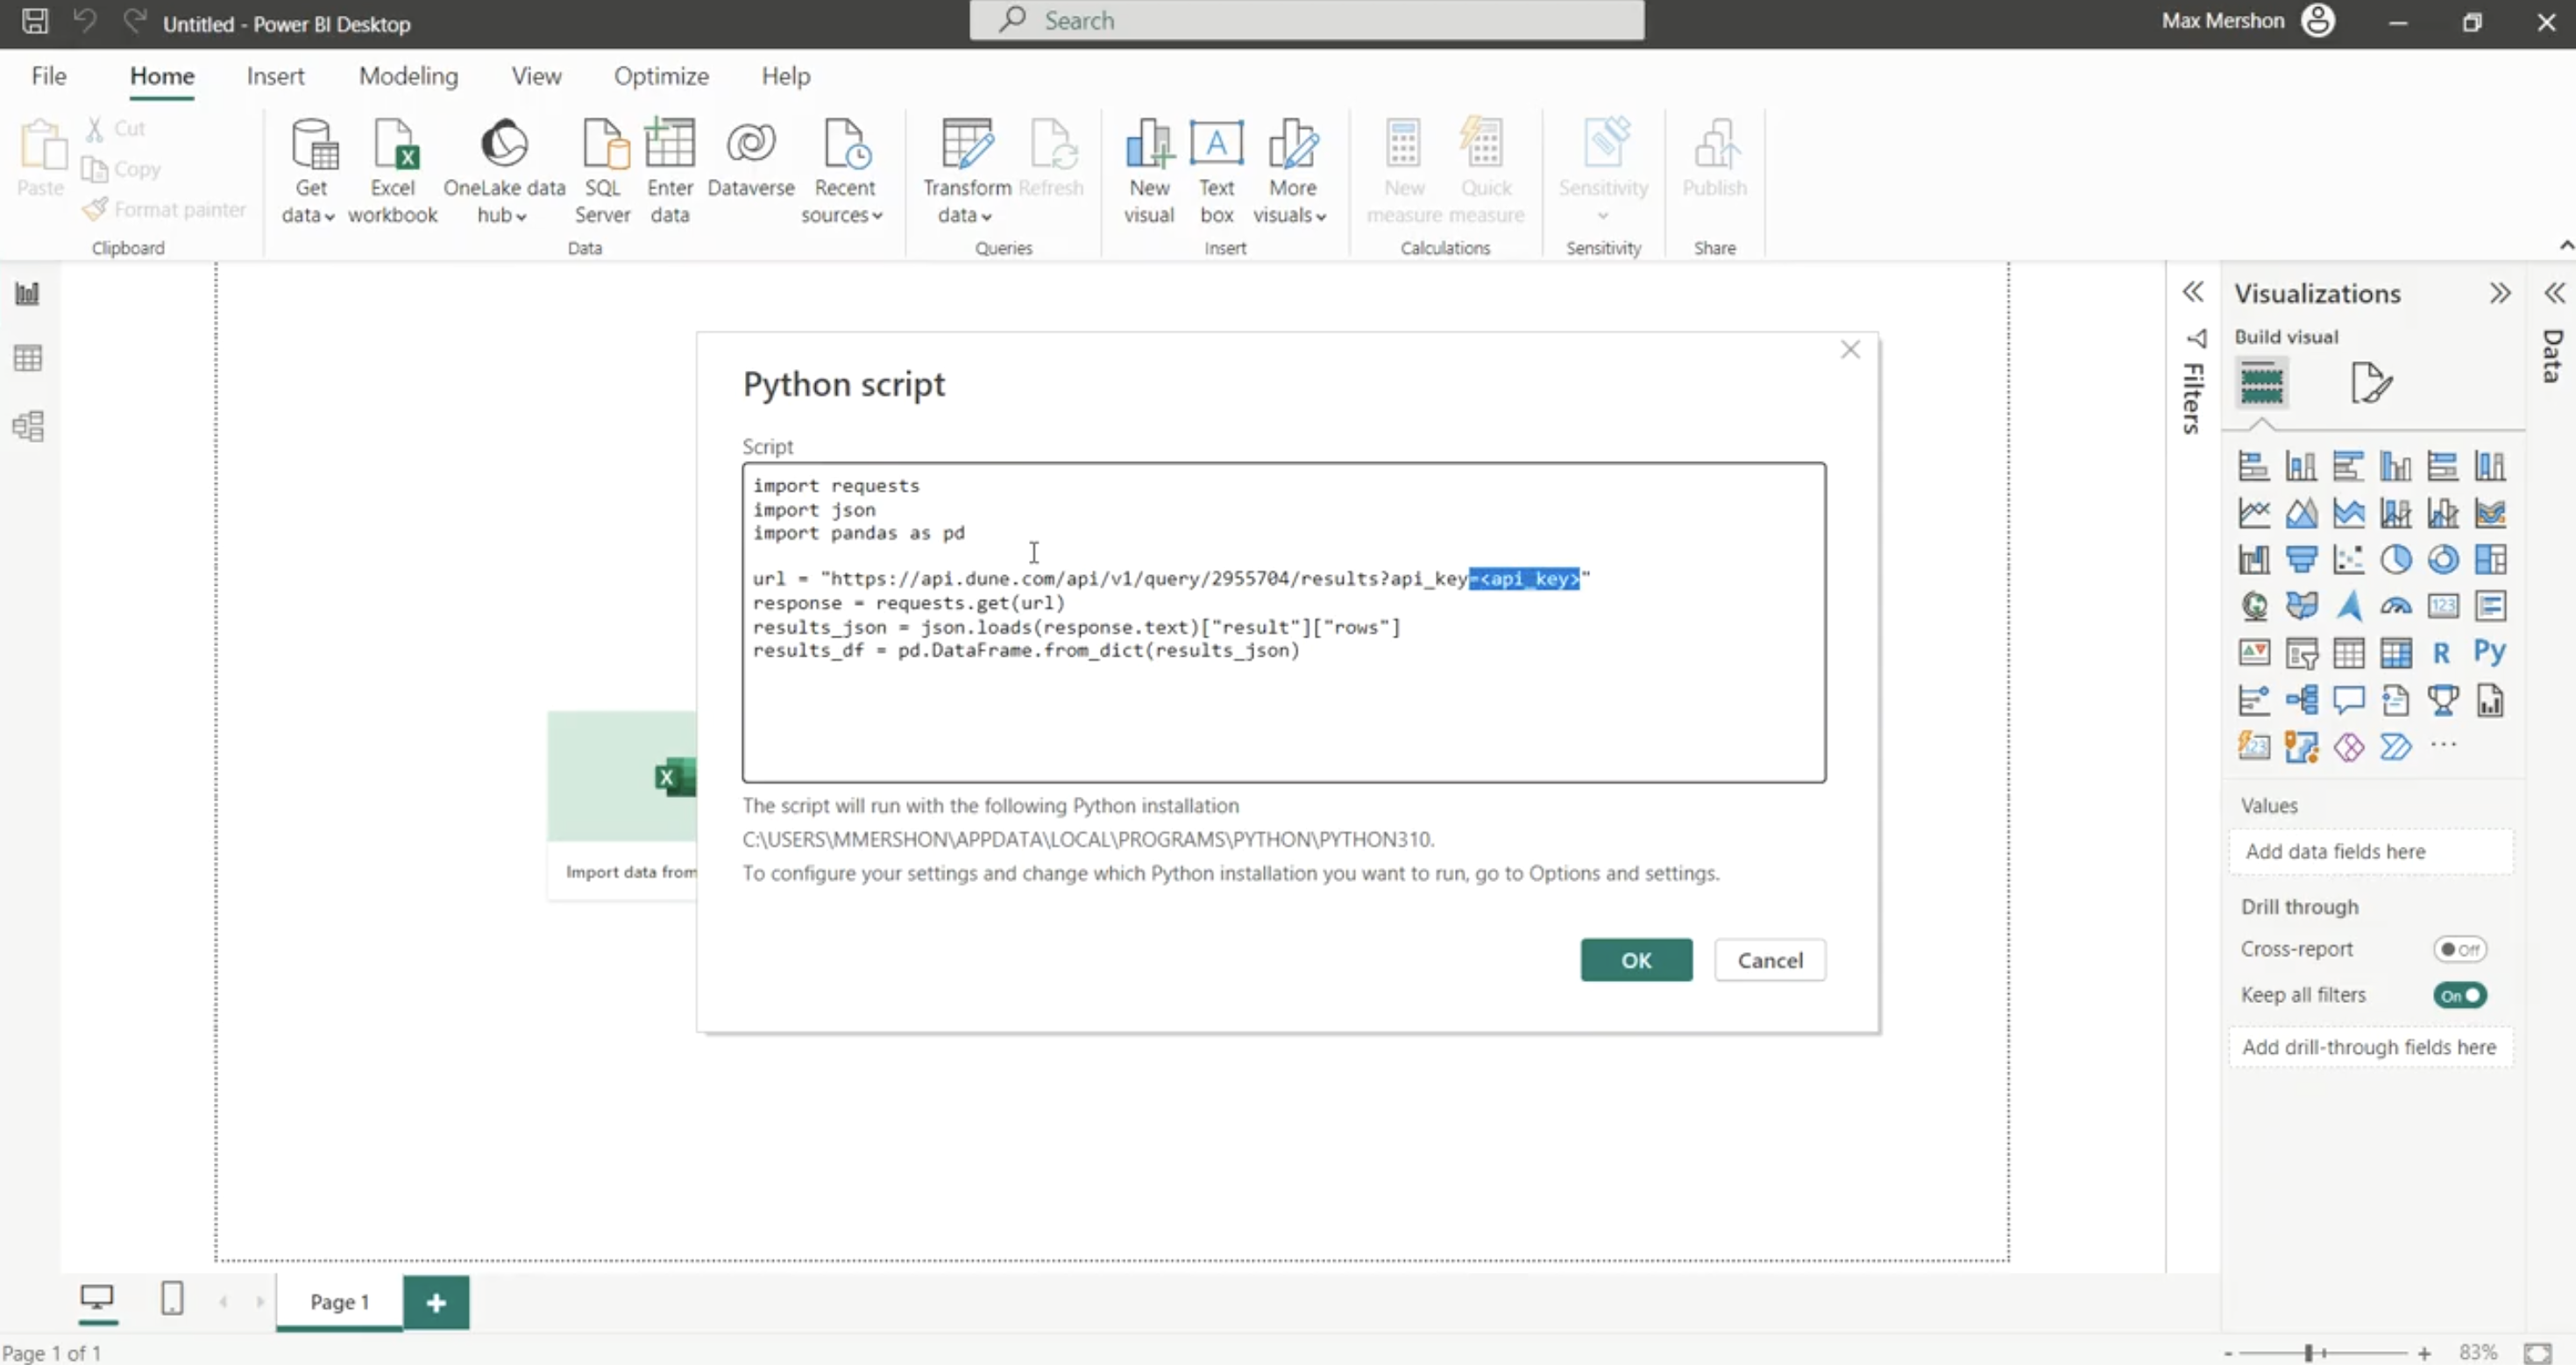 Untitled - Power BI Desktop
Search
Max Mershon
File Home Insert Modeling View Optimize Help
Paste
Cut
Copy
Format painter
Clipboard
Get data
Excel workbook
OneLake data hub
SQL Server
Enter data
Dataverse
Recent sources
Data
Transform data
Refresh
Queries
New visual
Text box
More visuals
Insert
New measure
Quick measure
Calculations
Sensitivity
Sensitivity
Publish
Share
Python script
Script
import requests
import json
import pandas as pd
url = "https://api.dune.com/api/v1/query/2955704/results?api_key=<api_key>"
response = requests.get(url)
results_json = json.loads(response.text)["result"]["rows"]
results_df = pd.DataFrame.from_dict(results_json)
The script will run with the following Python installation
C:\USERS\MMERSHON\APPDATA\LOCAL\PROGRAMS\PYTHON\PYTHON310.
To configure your settings and change which Python installation you want to run, go to Options and settings.
OK
Cancel
Import data from
Filters
Visualizations
Build visual
123
R
Py
123
Values
Add data fields here
Drill through
Cross-report
Off
Keep all filters
On
Add drill-through fields here
Data
Page 1
Page 1 of 1
83%